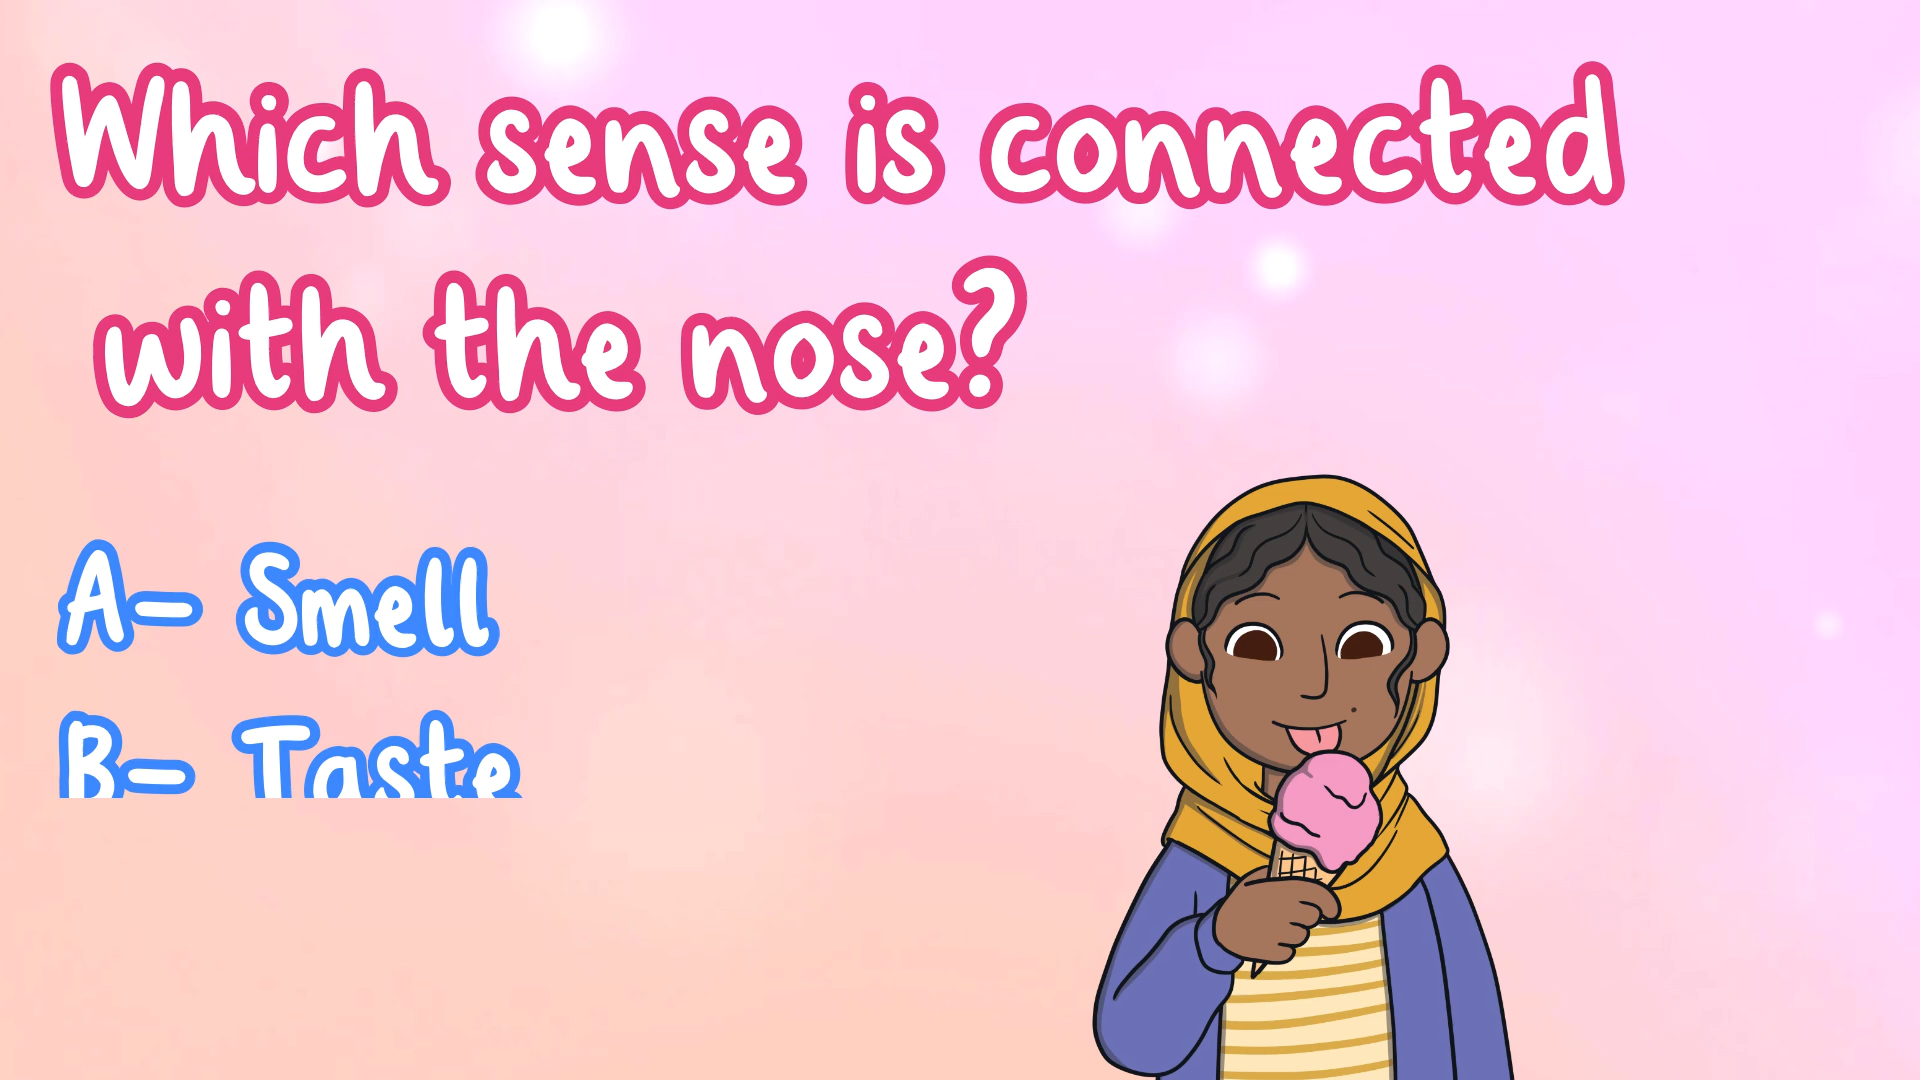 Which sense is connected
with the nose?
A- Smell
B- Taste